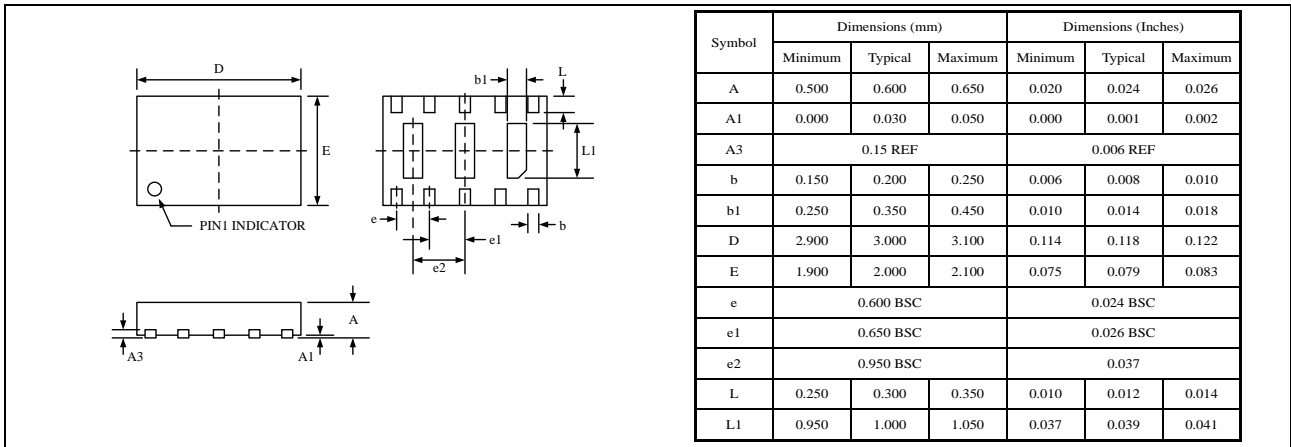 D
E
PIN1 INDICATOR
b1
L
L1
e
e1
b
e2
A
A3
A1
Symbol Dimensions (mm) Dimensions (Inches)
Minimum Typical Maximum Minimum Typical Maximum
A 0.500 0.600 0.650 0.020 0.024 0.026
A1 0.000 0.030 0.050 0.000 0.001 0.002
A3 0.15 REF 0.006 REF
b 0.150 0.200 0.250 0.006 0.008 0.010
b1 0.250 0.350 0.450 0.010 0.014 0.018
D 2.900 3.000 3.100 0.114 0.118 0.122
E 1.900 2.000 2.100 0.075 0.079 0.083
e 0.600 BSC 0.024 BSC
e1 0.650 BSC 0.026 BSC
e2 0.950 BSC 0.037
L 0.250 0.300 0.350 0.010 0.012 0.014
L1 0.950 1.000 1.050 0.037 0.039 0.041